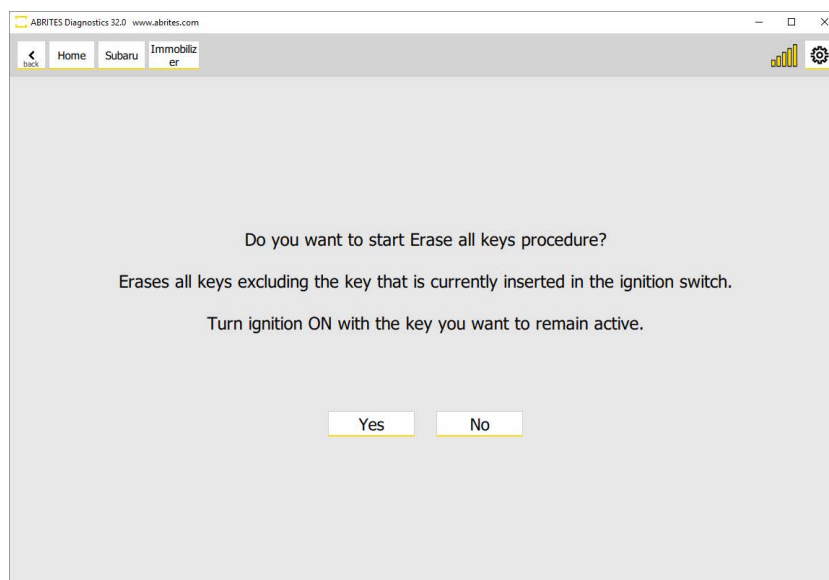 ABRITES Diagnostics 32.0 www.abrites.com
back
Home
Subaru
Immobiliz
er
Do you want to start Erase all keys procedure?
Erases all keys excluding the key that is currently inserted in the ignition switch.
Turn ignition ON with the key you want to remain active.
Yes No